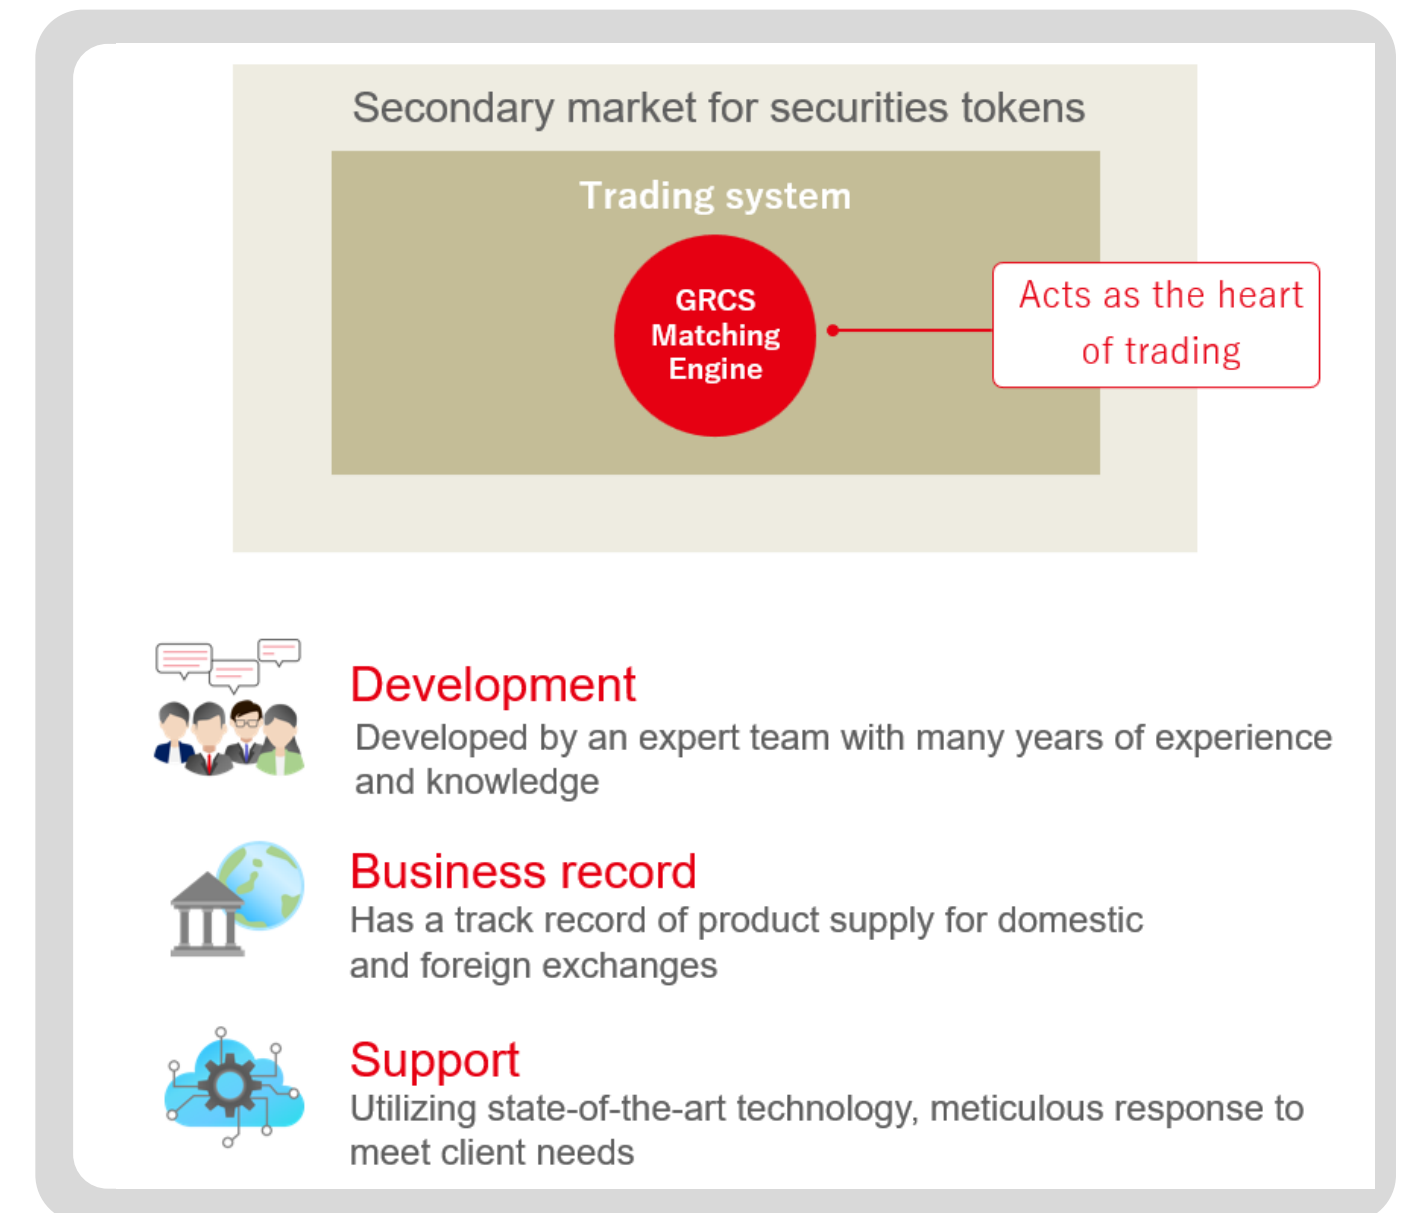 Secondary market for securities tokens
Trading system
GRCS
Matching
Engine
Acts as the heart
of trading
Development
Developed by an expert team with many years of experience
and knowledge
Business record
Has a track record of product supply for domestic
and foreign exchanges
Support
Utilizing state-of-the-art technology, meticulous response to
meet client needs